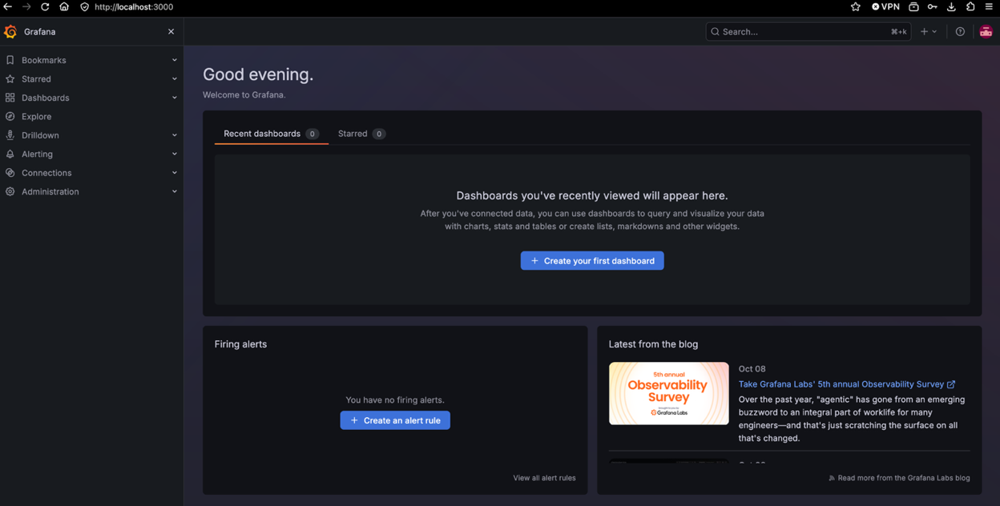 http://localhost:3000
VPN
Grafana
Search...
⌘+k
Bookmarks
Starred
Dashboards
Explore
Drilldown
Alerting
Connections
Administration
Good evening.
Welcome to Grafana.
Recent dashboards 0
Starred 0
Dashboards you've recently viewed will appear here.
After you've connected data, you can use dashboards to query and visualize your data
with charts, stats and tables or create lists, markdowns and other widgets.
+ Create your first dashboard
Firing alerts
You have no firing alerts.
+ Create an alert rule
View all alert rules
Latest from the blog
5th annual
Observability
Survey
Grafana Labs
Oct 08
Take Grafana Labs' 5th annual Observability Survey
Over the past year, "agentic" has gone from an emerging
buzzword to an integral part of worklife for many
engineers—and that's just scratching the surface on all
that's changed.
Read more from the Grafana Labs blog